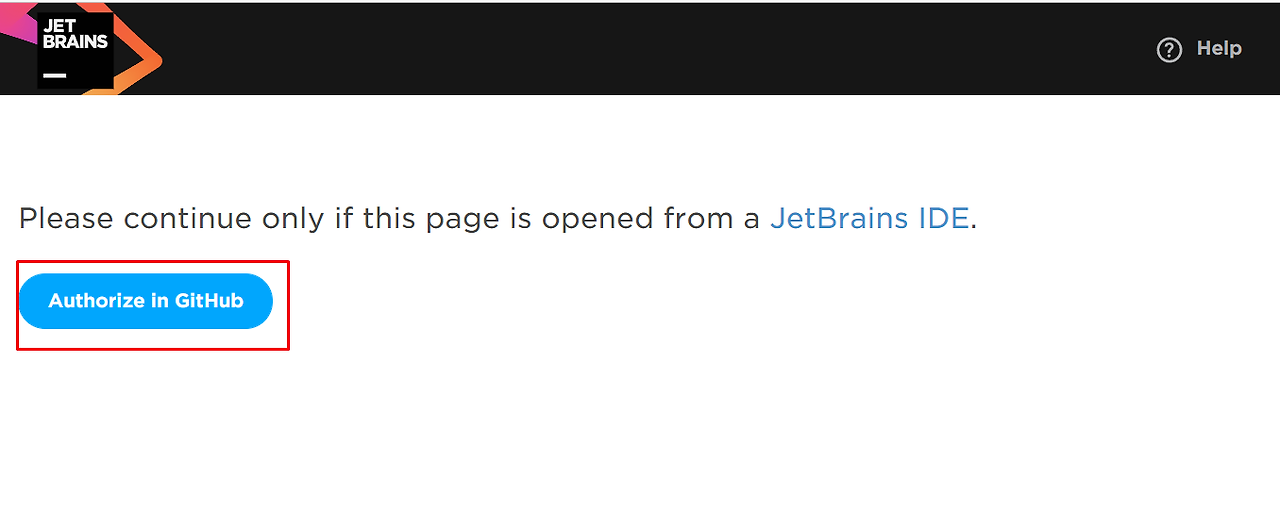 JET
BRAINS
Help
Please continue only if this page is opened from a JetBrains IDE.
Authorize in GitHub